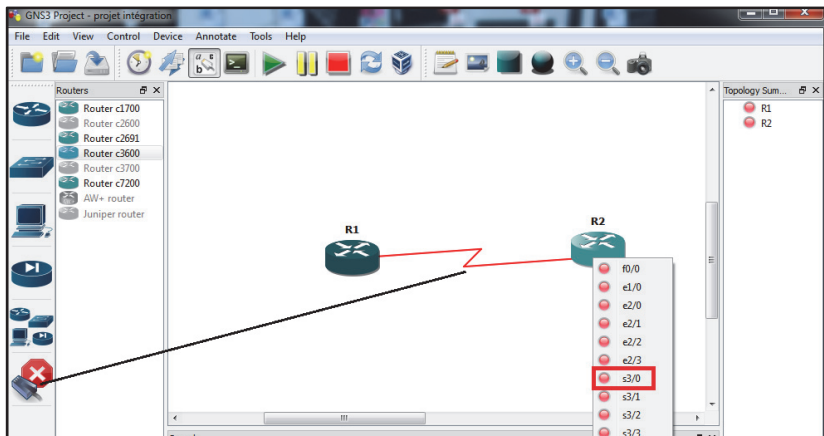 GNS3 Project - projet intégration
File Edit View Control Device Annotate Tools Help
Routers
Router c1700
Router c2600
Router c2691
Router c3600
Router c3700
Router c7200
AW+ router
Juniper router
R1
R2
f0/0
e1/0
e2/0
e2/1
e2/2
e2/3
s3/0
s3/1
s3/2
s3/3
Topology Sum...
R1
R2